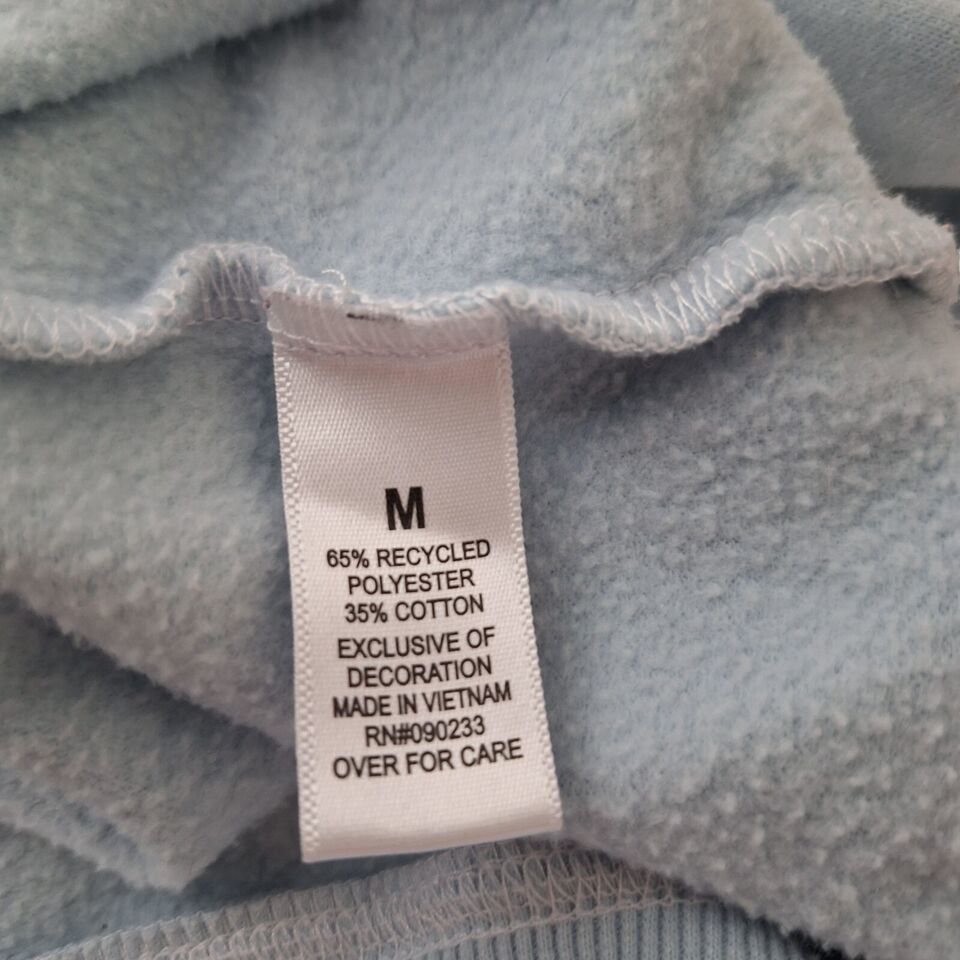 M
65% RECYCLED
POLYESTER
35% COTTON
EXCLUSIVE OF
DECORATION
MADE IN VIETNAM
RN#090233
OVER FOR CARE